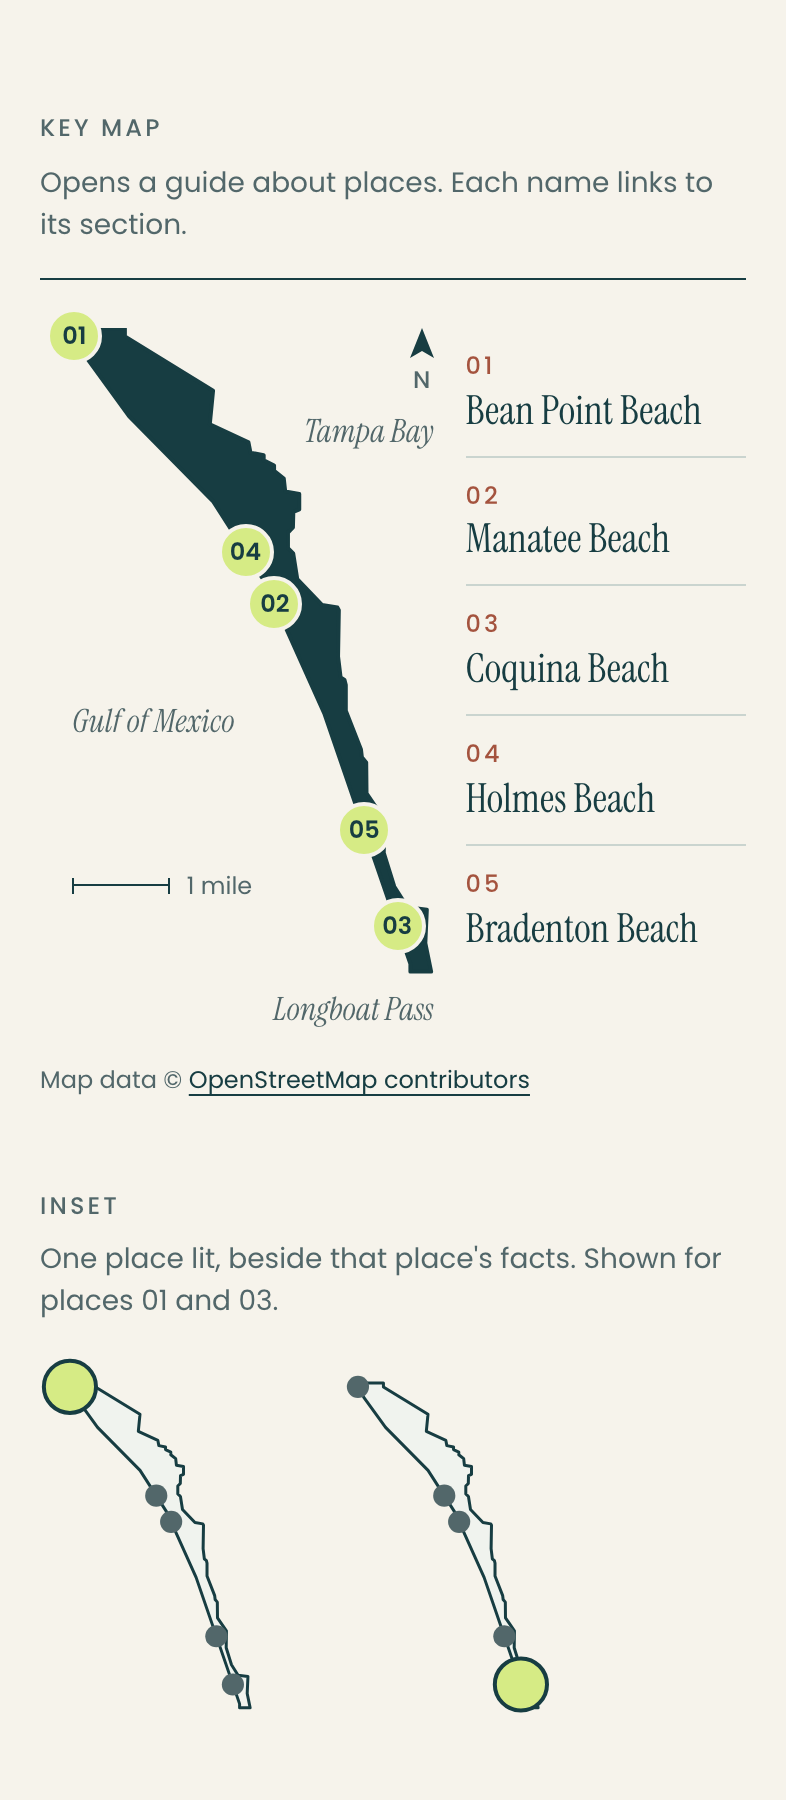 KEY MAP
Opens a guide about places. Each name links to
its section.
01
N
Tampa Bay
04
02
Gulf of Mexico
05
1 mile
03
Longboat Pass
01
Bean Point Beach
02
Manatee Beach
03
Coquina Beach
04
Holmes Beach
05
Bradenton Beach
Map data © OpenStreetMap contributors
INSET
One place lit, beside that place's facts. Shown for
places 01 and 03.